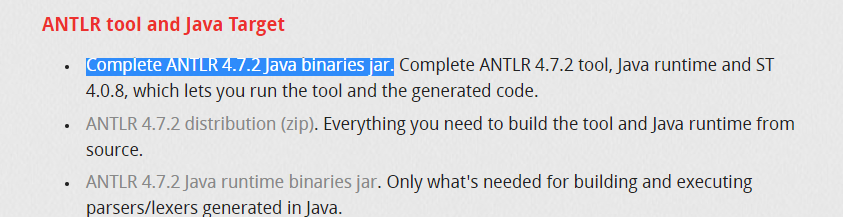 ANTLR tool and Java Target
• Complete ANTLR 4.7.2 Java binaries jar. Complete ANTLR 4.7.2 tool, Java runtime and ST
4.0.8, which lets you run the tool and the generated code.
• ANTLR 4.7.2 distribution (zip). Everything you need to build the tool and Java runtime from
source.
• ANTLR 4.7.2 Java runtime binaries jar. Only what's needed for building and executing
parsers/lexers generated in Java.